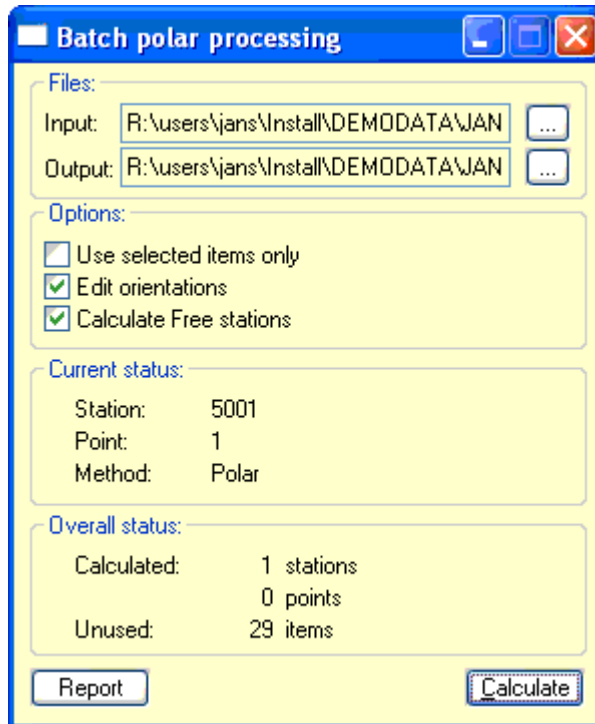 Batch polar processing
Files:
Input: R:\users\jans\Install\DEMODATA\JAN ...
Output: R:\users\jans\Install\DEMODATA\JAN ...
Options:
Use selected items only
Edit orientations
Calculate Free stations
Current status:
Station: 5001
Point: 1
Method: Polar
Overall status:
Calculated: 1 stations
0 points
Unused: 29 items
Report Calculate